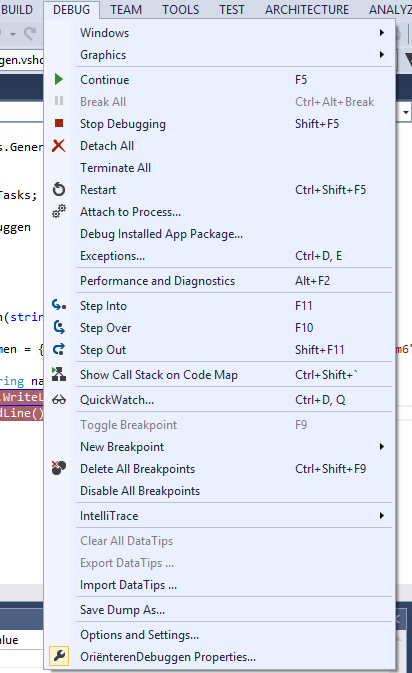 BUILD DEBUG TEAM TOOLS TEST ARCHITECTURE ANALYZ
gen.vsho
Windows
Graphics
Continue F5
Break All Ctrl+Alt+Break
Stop Debugging Shift+F5
Detach All
s.Gener
Terminate All
Tasks; Restart Ctrl+Shift+F5
Attach to Process...
uggen Debug Installed App Package...
Exceptions... Ctrl+D, E
Performance and Diagnostics Alt+F2
Step Into F11
n(strin Step Over F10
men = { Step Out Shift+F11 m6"
ring na Show Call Stack on Code Map Ctrl+Shift+`
.WriteL QuickWatch... Ctrl+D, Q
dLine()
Toggle Breakpoint F9
New Breakpoint
Delete All Breakpoints Ctrl+Shift+F9
Disable All Breakpoints
IntelliTrace
Clear All DataTips
Export DataTips ...
Import DataTips ...
Save Dump As...
alue Options and Settings...
OriënterenDebuggen Properties...